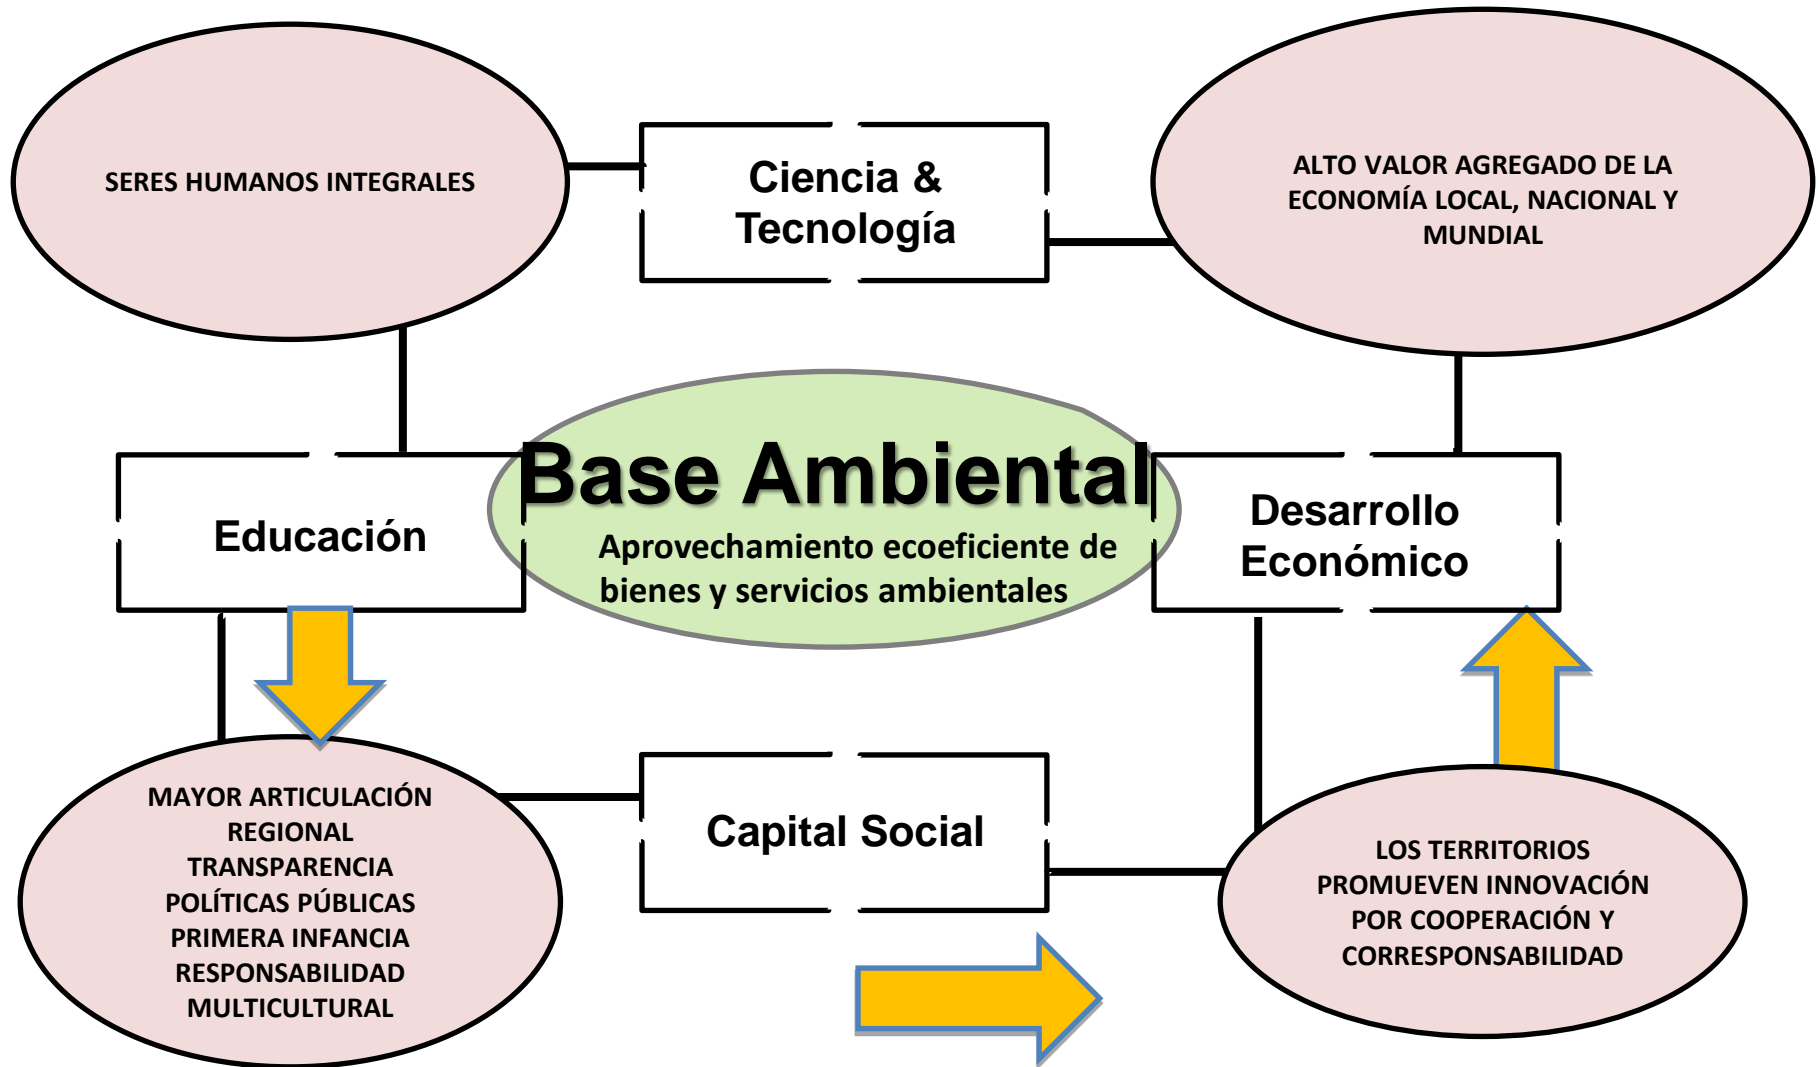 SERES HUMANOS INTEGRALES
Ciencia &
Tecnología
ALTO VALOR AGREGADO DE LA
ECONOMÍA LOCAL, NACIONAL Y
MUNDIAL
Educación
Base Ambiental
Aprovechamiento ecoeficiente de
bienes y servicios ambientales
Desarrollo
Económico
MAYOR ARTICULACIÓN
REGIONAL
TRANSPARENCIA
POLÍTICAS PÚBLICAS
PRIMERA INFANCIA
RESPONSABILIDAD
MULTICULTURAL
Capital Social
LOS TERRITORIOS
PROMUEVEN INNOVACIÓN
POR COOPERACIÓN Y
CORRESPONSABILIDAD